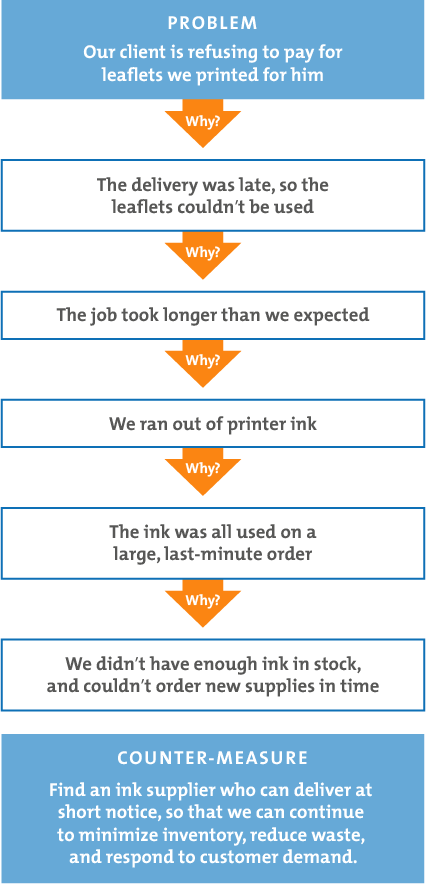 PROBLEM
Our client is refusing to pay for
leaflets we printed for him
Why?
The delivery was late, so the
leaflets couldn't be used
Why?
The job took longer than we expected
Why?
We ran out of printer ink
Why?
The ink was all used on a
large, last-minute order
Why?
We didn't have enough ink in stock,
and couldn't order new supplies in time
COUNTER-MEASURE
Find an ink supplier who can deliver at
short notice, so that we can continue
to minimize inventory, reduce waste,
and respond to customer demand.